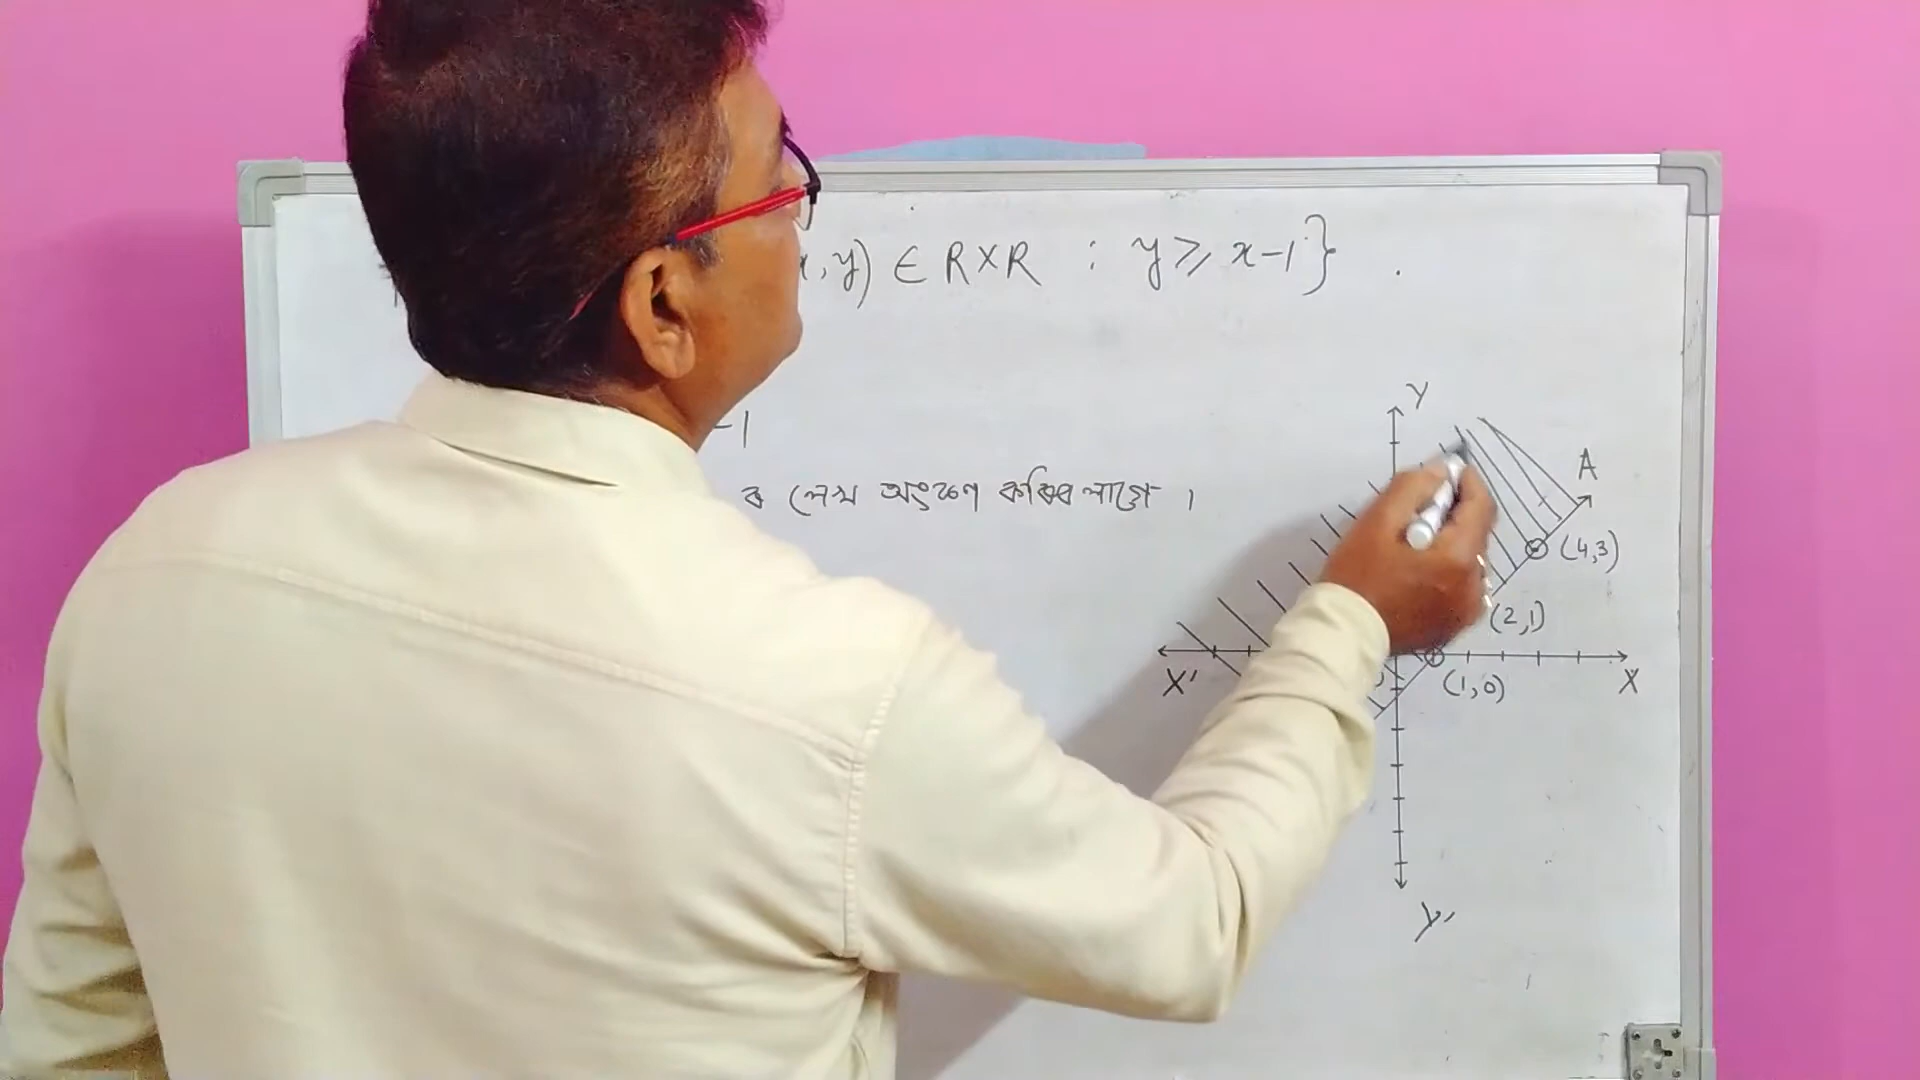 x,y) ∈ R×R : y ≥ x-1} .
-1
ৰ লেখ অংকণ কৰিব লাগে ।
Y
A
(4,3)
(2,1)
X' (1,0) X
Y'